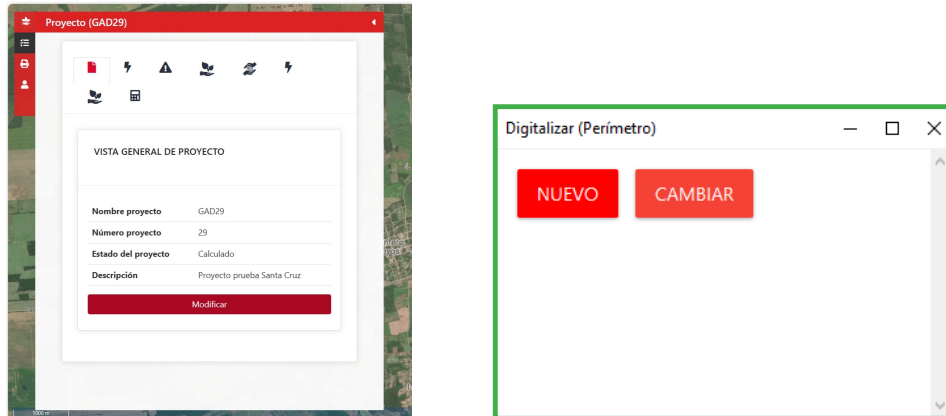 Proyecto (GAD29)
VISTA GENERAL DE PROYECTO
Nombre proyecto GAD29
Número proyecto 29
Estado del proyecto Calculado
Descripción Proyecto prueba Santa Cruz
Modificar
5000 m
Digitalizar (Perímetro)
NUEVO CAMBIAR